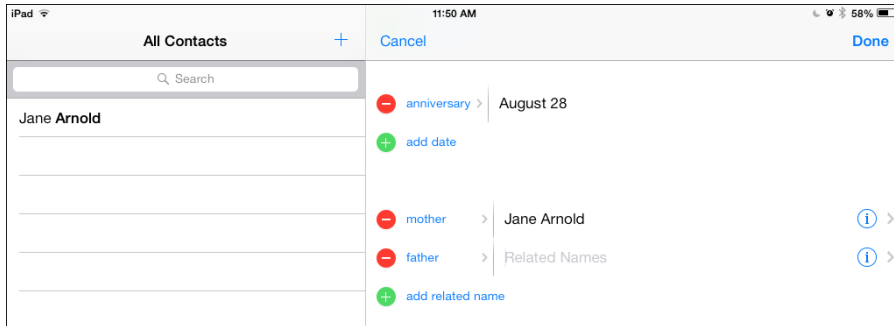 iPad 11:50 AM 58%
All Contacts + Cancel Done
Search
Jane Arnold
anniversary August 28
add date
mother Jane Arnold
father Related Names
add related name